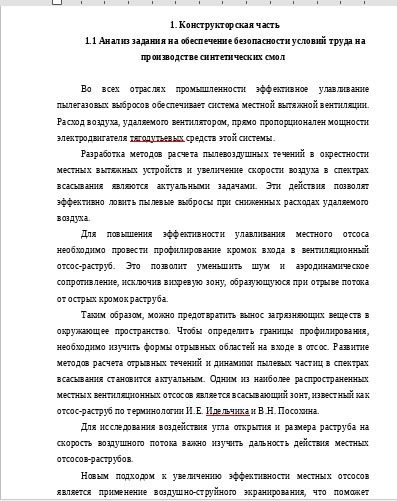 1. Конструкторская часть
1.1 Анализ задания на обеспечение безопасности условий труда на
производстве синтетических смол
Во всех отраслях промышленности эффективное улавливание
пылегазовых выбросов обеспечивает система местной вытяжной вентиляции.
Расход воздуха, удаляемого вентилятором, прямо пропорционален мощности
электродвигателя тягодутьевых средств этой системы.
Разработка методов расчета пылевоздушных течений в окрестности
местных вытяжных устройств и увеличение скорости воздуха в спектрах
всасывания являются актуальными задачами. Эти действия позволят
эффективно ловить пылевые выбросы при сниженных расходах удаляемого
воздуха.
Для повышения эффективности улавливания местного отсоса
необходимо провести профилирование кромок входа в вентиляционный
отсос-раструб. Это позволит уменьшить шум и аэродинамическое
сопротивление, исключив вихревую зону, образующуюся при отрыве потока
от острых кромок раструба.
Таким образом, можно предотвратить вынос загрязняющих веществ в
окружающее пространство. Чтобы определить границы профилирования,
необходимо изучить формы отрывных областей на входе в отсос. Развитие
методов расчета отрывных течений и динамики пылевых частиц в спектрах
всасывания становится актуальным. Одним из наиболее распространенных
местных вентиляционных отсосов является всасывающий зонт, известный как
отсос-раструб по терминологии И.Е. Идельчика и В.Н. Посохина.
Для исследования воздействия угла открытия и размера раструба на
скорость воздушного потока важно изучить дальность действия местных
отсосов-раструбов.
Новым подходом к увеличению эффективности местных отсосов
является применение воздушно-струйного экранирования, что поможет